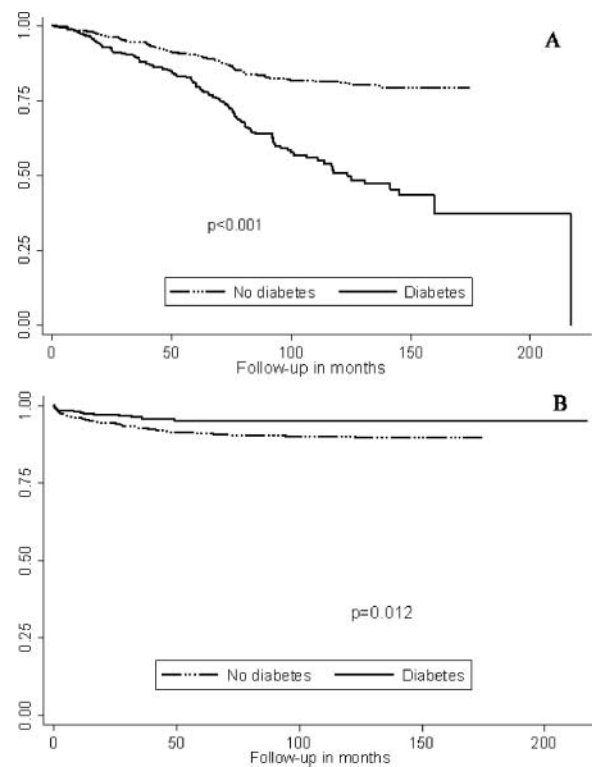 A
1.00
0.75
0.50
0.25
0.00
p<0.001
No diabetes Diabetes
0 50 100 150 200
Follow-up in months
B
1.00
0.75
0.50
0.25
0.00
p=0.012
No diabetes Diabetes
0 50 100 150 200
Follow-up in months